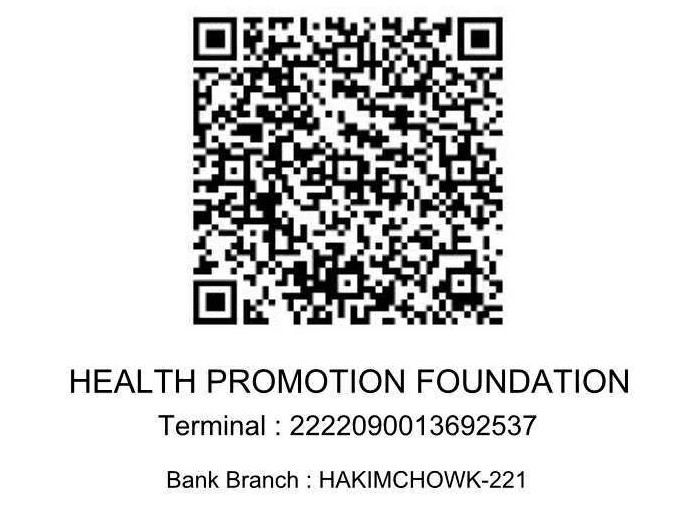 HEALTH PROMOTION FOUNDATION
Terminal : 2222090013692537
Bank Branch : HAKIMCHOWK-221